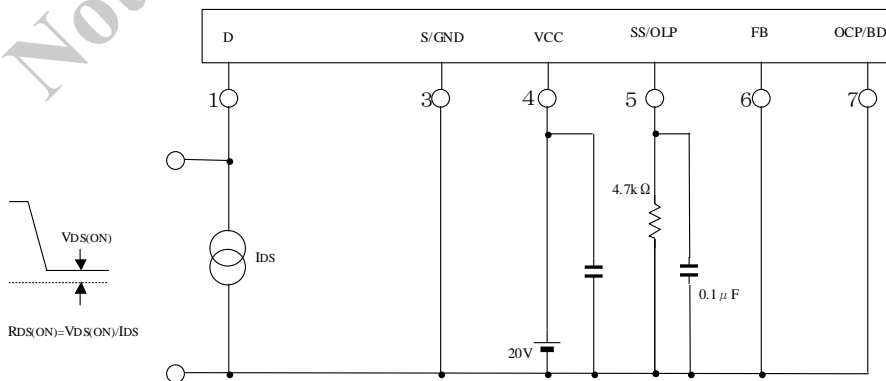 Not
D S/GND VCC SS/OLP FB OCP/BD
1 3 4 5 6 7
4.7kΩ
VDS(ON)
IDS
0.1μF
RDS(ON)=VDS(ON)/IDS
20V